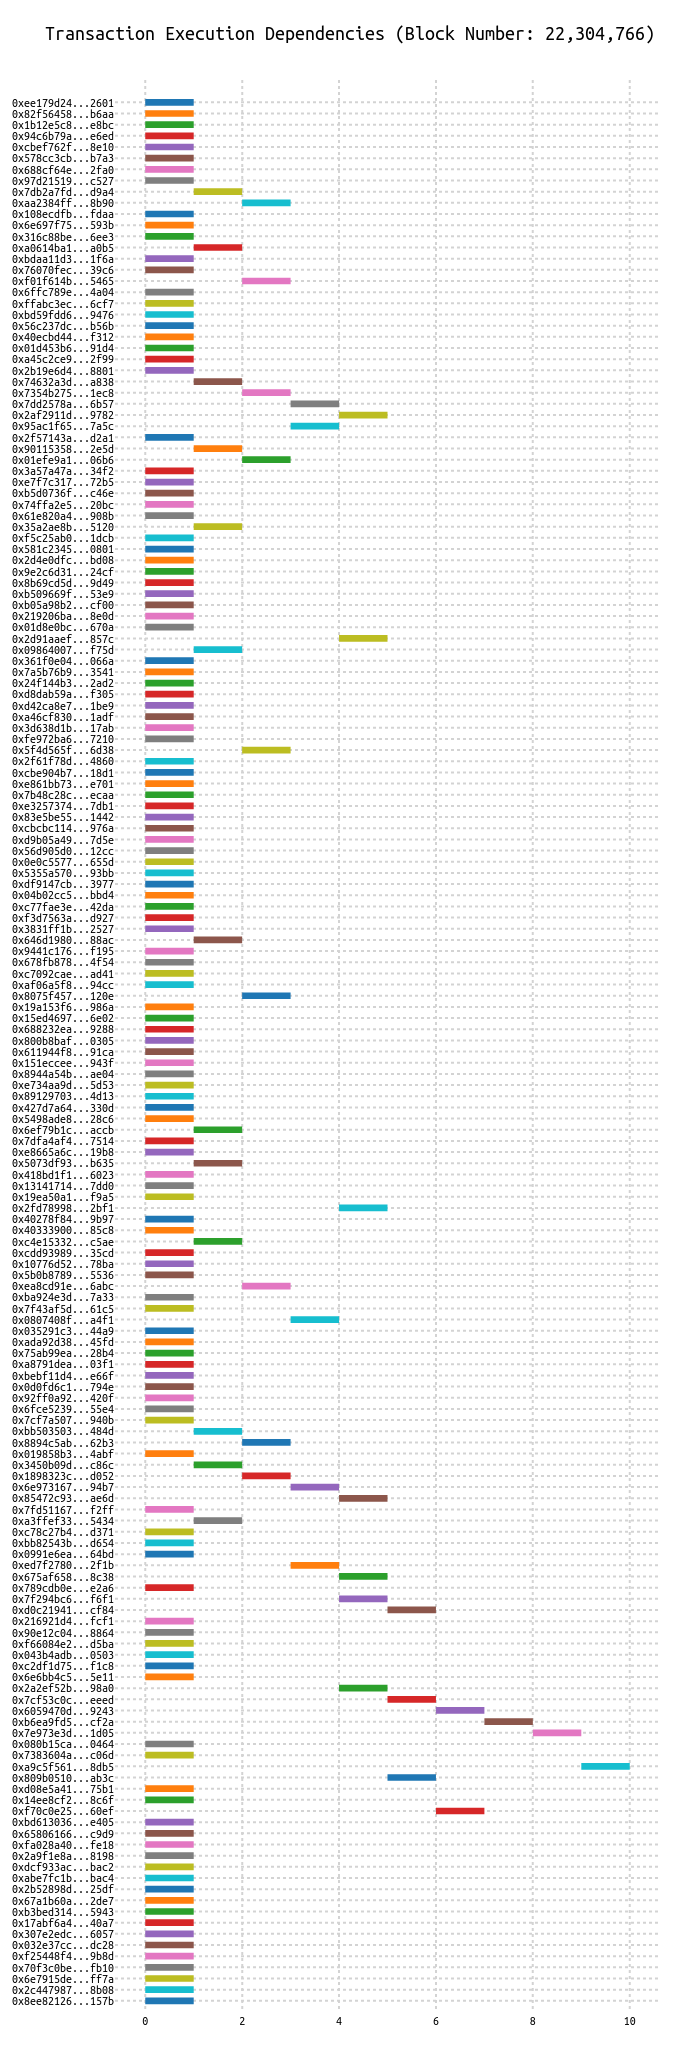 Transaction Execution Dependencies (Block Number: 22,304,766)
0xee179d24...2601
0x82f56458...b6aa
0x1b12e5c8...e8bc
0x94c6b79a...e6ed
0xcbef762f...8e10
0x578cc3cb...b7a3
0x688cf64e...2fa0
0x97d21519...c527
0x7db2a7fd...d9a4
0xaa2384ff...8b90
0x108ecdfb...fdaa
0x6e697f75...593b
0x316c88be...6ee3
0xa0614ba1...a0b5
0xbdaa11d3...1f6a
0x76070fec...39c6
0xf01f614b...5465
0x6ffc789e...4a04
0xffabc3ec...6cf7
0xbd59fdd6...9476
0x56c237dc...b56b
0x40ecbd44...f312
0x01d453b6...91d4
0xa45c2ce9...2f99
0x2b19e6d4...8801
0x74632a3d...a838
0x7354b275...1ec8
0x7dd2578a...6b57
0x2af2911d...9782
0x95ac1f65...7a5c
0x2f57143a...d2a1
0x90115358...2e5d
0x01efe9a1...06b6
0x3a57a47a...34f2
0xe7f7c317...72b5
0xb5d0736f...c46e
0x74ffa2e5...20bc
0x61e820a4...908b
0x35a2ae8b...5120
0xf5c25ab0...1dcb
0x581c2345...0801
0x2d4e0dfc...bd08
0x9e2c6d31...24cf
0x8b69cd5d...9d49
0xb509669f...53e9
0xb05a98b2...cf00
0x219206ba...8e0d
0x01d8e0bc...670a
0x2d91aaef...857c
0x09864007...f75d
0x361f0e04...066a
0x7a5b76b9...3541
0x24f144b3...2ad2
0xd8dab59a...f305
0xd42ca8e7...1be9
0xa46cf830...1adf
0x3d638d1b...17ab
0xfe972ba6...7210
0x5f4d565f...6d38
0x2f61f78d...4860
0xcbe904b7...18d1
0xe861bb73...e701
0x7b48c28c...ecaa
0xe3257374...7db1
0x83e5be55...1442
0xcbcbc114...976a
0xd9b05a49...7d5e
0x56d905d0...12cc
0x0e0c5577...655d
0x5355a570...93bb
0xdf9147cb...3977
0x04b02cc5...bbd4
0xc77fae3e...42da
0xf3d7563a...d927
0x3831ff1b...2527
0x646d1980...88ac
0x9441c176...f195
0x678fb878...4f54
0xc7092cae...ad41
0xaf06a5f8...94cc
0x8075f457...120e
0x19a153f6...986a
0x15ed4697...6e02
0x688232ea...9288
0x800b8baf...0305
0x611944f8...91ca
0x151eccee...943f
0x8944a54b...ae04
0xe734aa9d...5d53
0x89129703...4d13
0x427d7a64...330d
0x5498ade8...28c6
0x6ef79b1c...accb
0x7dfa4af4...7514
0xe8665a6c...19b8
0x5073df93...b635
0x418bd1f1...6023
0x13141714...7dd0
0x19ea50a1...f9a5
0x2fd78998...2bf1
0x40278f84...9b97
0x40333900...85c8
0xc4e15332...c5ae
0xcdd93989...35cd
0x10776d52...78ba
0x5b0b8789...5536
0xea8cd91e...6abc
0xba924e3d...7a33
0x7f43af5d...61c5
0x0807408f...a4f1
0x035291c3...44a9
0xada92d38...45fd
0x75ab99ea...28b4
0xa8791dea...03f1
0xbebf11d4...e66f
0x0d0fd6c1...794e
0x92ff0a92...420f
0x6fce5239...55e4
0x7cf7a507...940b
0xbb503503...484d
0x8894c5ab...62b3
0x019858b3...4abf
0x3450b09d...c86c
0x1898323c...d052
0x6e973167...94b7
0x85472c93...ae6d
0x7fd51167...f2ff
0xa3ffef33...5434
0xc78c27b4...d371
0xbb82543b...d654
0x0991e6ea...64bd
0xed7f2780...2f1b
0x675af658...8c38
0x789cdb0e...e2a6
0x7f294bc6...f6f1
0xd0c21941...cf84
0x216921d4...fcf1
0x90e12c04...8864
0xf66084e2...d5ba
0x043b4adb...0503
0xc2df1d75...f1c8
0x6e6bb4c5...5e11
0x2a2ef52b...98a0
0x7cf53c0c...eeed
0x6059470d...9243
0xb6ea9fd5...cf2a
0x7e973e3d...1d05
0x080b15ca...0464
0x7383604a...c06d
0xa9c5f561...8db5
0x809b0510...ab3c
0xd08e5a41...75b1
0x14ee8cf2...8c6f
0xf70c0e25...60ef
0xbd613036...e405
0x65806166...c9d9
0xfa028a40...fe18
0x2a9f1e8a...8198
0xdcf933ac...bac2
0xabe7fc1b...bac4
0x2b52898d...25df
0x67a1b60a...2de7
0xb3bed314...5943
0x17abf6a4...40a7
0x307e2edc...6057
0x032e37cc...dc28
0xf25448f4...9b8d
0x70f3c0be...fb10
0x6e7915de...ff7a
0x2c447987...8b08
0x8ee82126...157b
0 2 4 6 8 10